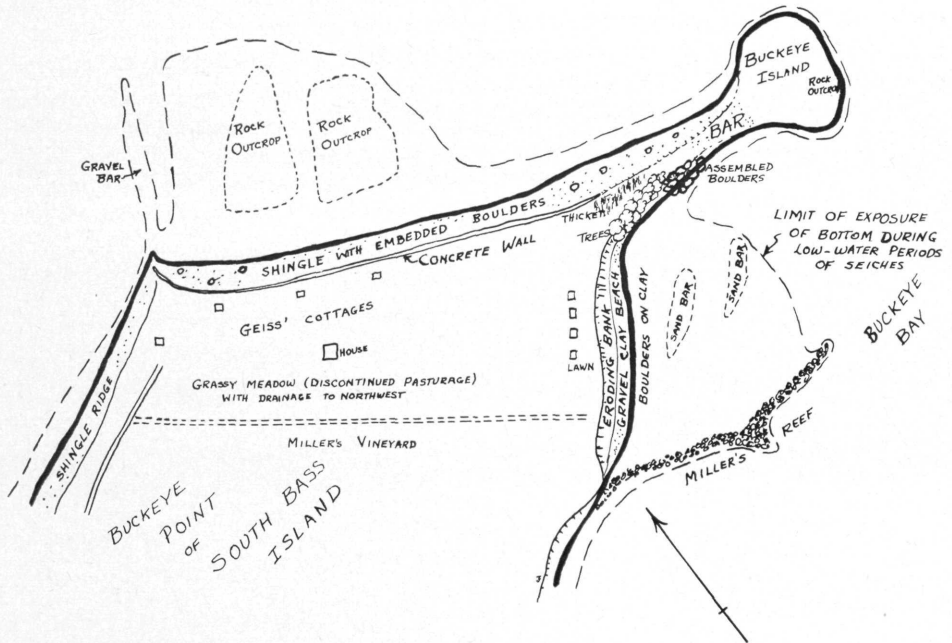 BUCKEYE
ISLAND
ROCK
OUTCROP
BAR
ROCK
OUTCROP
ROCK
OUTCROP
GRAVEL
BAR
ASSEMBLED
BOULDERS
THICKET
TREES
SHINGLE WITH EMBEDDED BOULDERS
CONCRETE WALL
LIMIT OF EXPOSURE
OF BOTTOM DURING
LOW-WATER PERIODS
OF SEICHES
SAND BAR
SAND BAR
BUCKEYE
BAY
GEISS' COTTAGES
HOUSE
LAWN
ERODING BANK
GRAVEL CLAY BEACH
BOULDERS ON CLAY
GRASSY MEADOW (DISCONTINUED PASTURAGE)
WITH DRAINAGE TO NORTHWEST
SHINGLE RIDGE
MILLER'S VINEYARD
MILLER'S
REEF
BUCKEYE
POINT
OF
SOUTH BASS
ISLAND